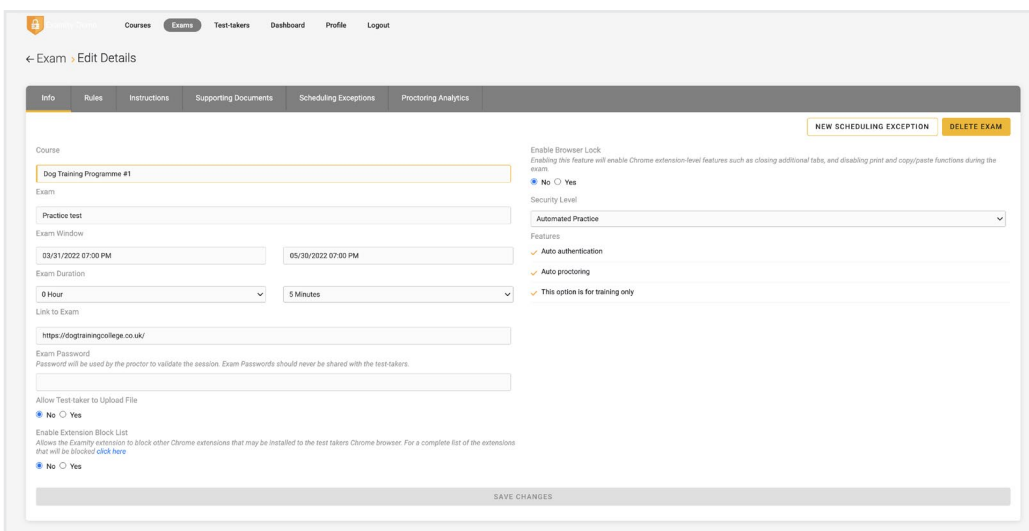 Courses Exams Test-takers Dashboard Profile Logout
← Exam > Edit Details
Info Rules Instructions Supporting Documents Scheduling Exceptions Proctoring Analytics
NEW SCHEDULING EXCEPTION DELETE EXAM
Course
Dog Training Programme #1
Exam
Practice test
Exam Window
03/31/2022 07:00 PM 05/30/2022 07:00 PM
Exam Duration
0 Hour 5 Minutes
Link to Exam
https://dogtrainingcollege.co.uk/
Exam Password
Password will be used by the proctor to validate the session. Exam Passwords should never be shared with the test-takers.
Allow Test-taker to Upload File
No Yes
Enable Extension Block List
Allows the Examity extension to block other Chrome extensions that may be installed to the test takers Chrome browser. For a complete list of the extensions
that will be blocked click here
No Yes
Enable Browser Lock
Enabling this feature will enable Chrome extension-level features such as closing additional tabs, and disabling print and copy/paste functions during the
exam.
No Yes
Security Level
Automated Practice
Features
Auto authentication
Auto proctoring
This option is for training only
SAVE CHANGES